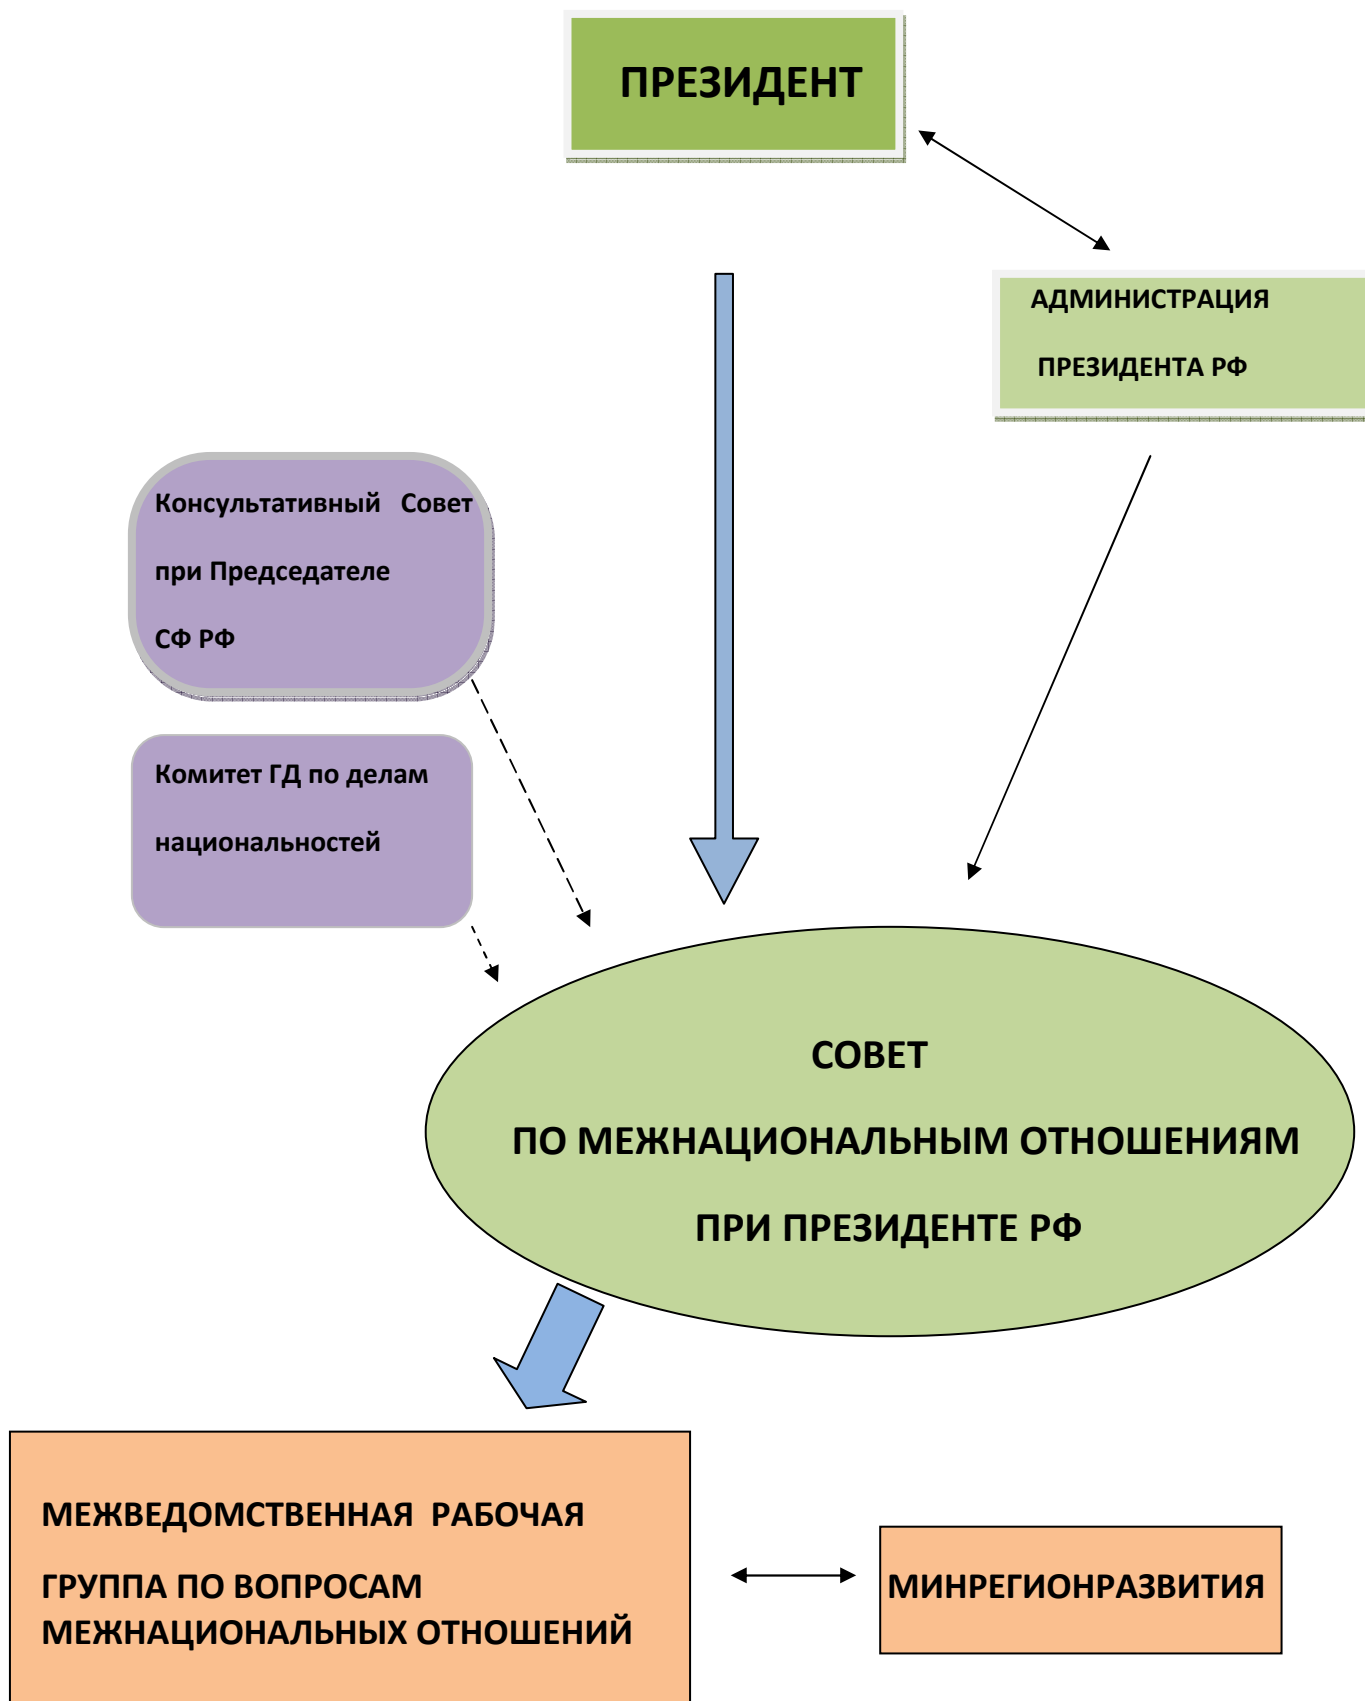 ПРЕЗИДЕНТ
АДМИНИСТРАЦИЯ
ПРЕЗИДЕНТА РФ
Консультативный Совет
при Председателе
СФ РФ
Комитет ГД по делам
национальностей
СОВЕТ
ПО МЕЖНАЦИОНАЛЬНЫМ ОТНОШЕНИЯМ
ПРИ ПРЕЗИДЕНТЕ РФ
МЕЖВЕДОМСТВЕННАЯ РАБОЧАЯ
ГРУППА ПО ВОПРОСАМ
МЕЖНАЦИОНАЛЬНЫХ ОТНОШЕНИЙ
МИНРЕГИОНРАЗВИТИЯ